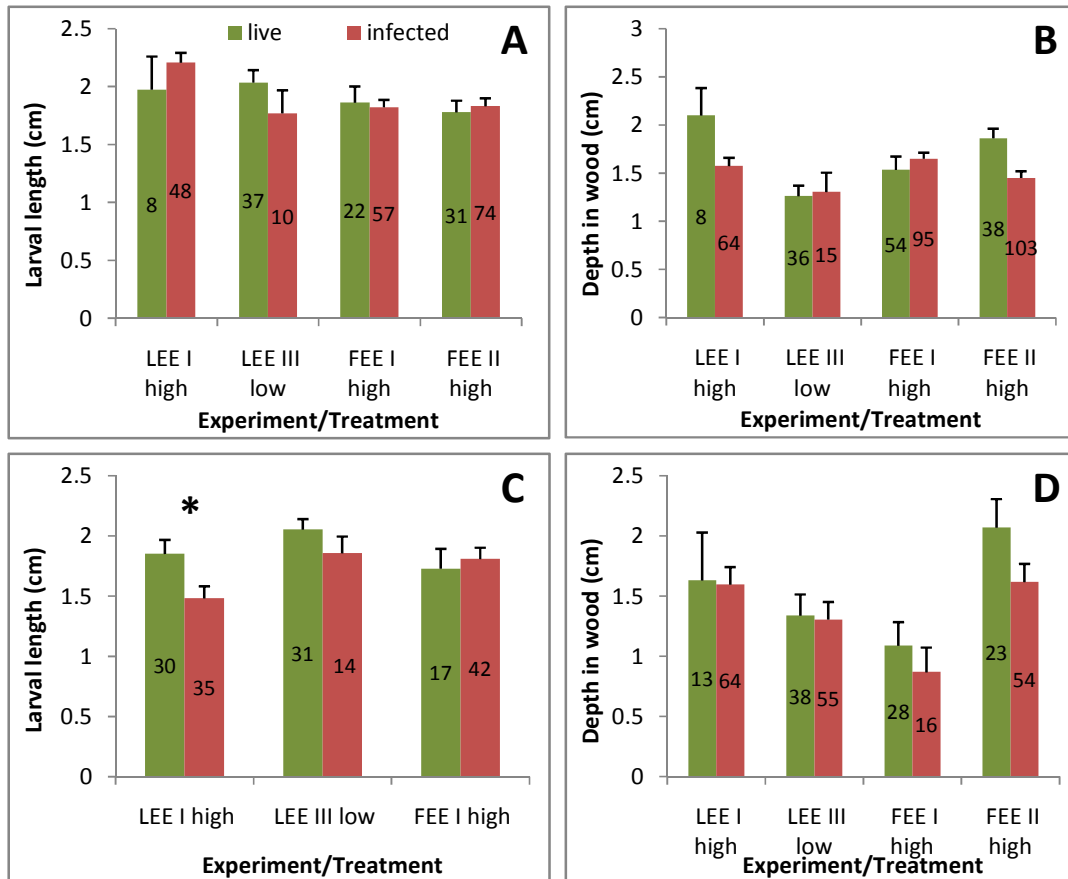 2.5
2
1.5
1
0.5
0
Larval length (cm)
live infected
A
8 48 37 10 22 57 31 74
LEE I high LEE III low FEE I high FEE II high
Experiment/Treatment
3
2.5
2
1.5
1
0.5
0
Depth in wood (cm)
B
8 64 36 15 54 95 38 103
LEE I high LEE III low FEE I high FEE II high
Experiment/Treatment
2.5
2
1.5
1
0.5
0
Larval length (cm)
C
*
30 35 31 14 17 42
LEE I high LEE III low FEE I high
Experiment/Treatment
2.5
2
1.5
1
0.5
0
Depth in wood (cm)
D
13 64 38 55 28 16 23 54
LEE I high LEE III low FEE I high FEE II high
Experiment/Treatment